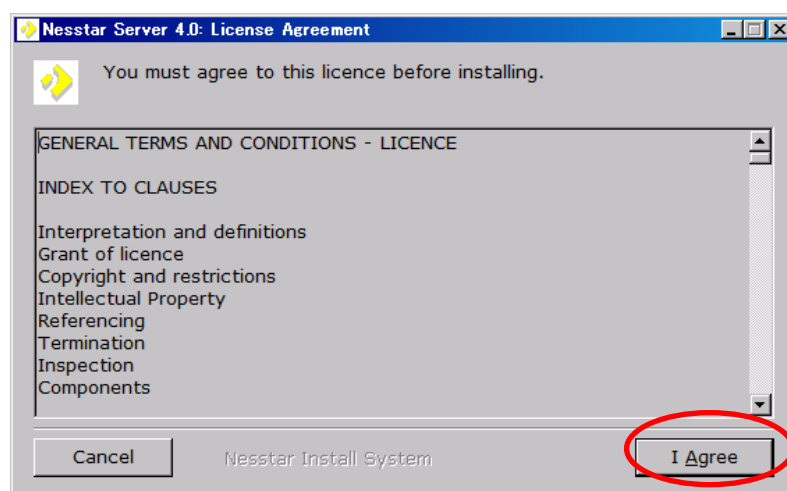 Nesstar Server 4.0: License Agreement
You must agree to this licence before installing.
GENERAL TERMS AND CONDITIONS - LICENCE
INDEX TO CLAUSES
Interpretation and definitions
Grant of licence
Copyright and restrictions
Intellectual Property
Referencing
Termination
Inspection
Components
Cancel
Nesstar Install System
I Agree